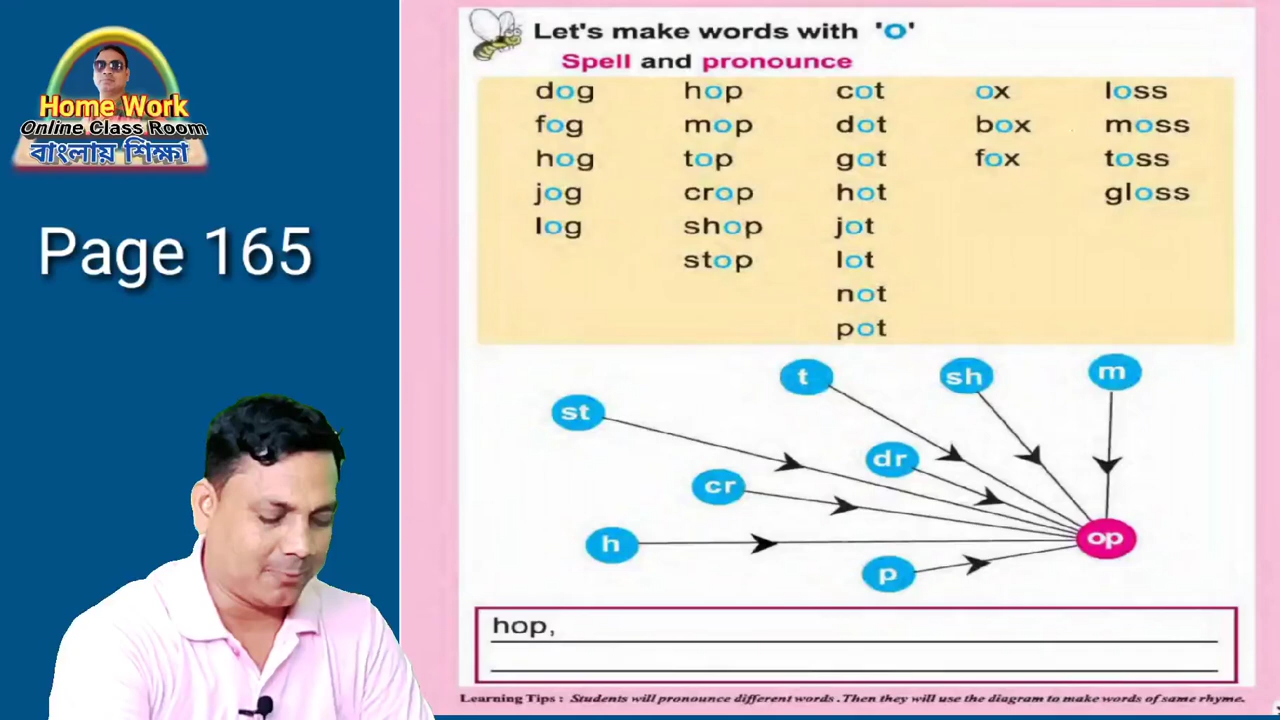 Home Work
Online Class Room
বাংলায় শিক্ষা
Page 165
Let's make words with 'O'
Spell and pronounce
dog hop cot ox loss
fog mop dot box moss
hog top got fox toss
jog crop hot gloss
log shop jot
stop lot
not
pot
t sh m
st
dr
cr
h op
p
hop,
Learning Tips : Students will pronounce different words. Then they will use the diagram to make words of same rhyme.